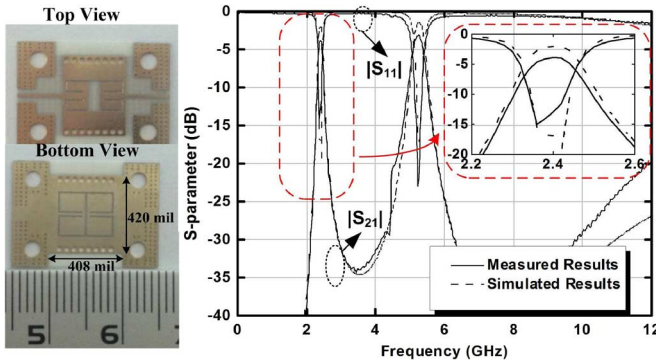 Top View
Bottom View
420 mil
408 mil
5 6 7
S-parameter (dB)
0
-5
-10
-15
-20
-25
-30
-35
-40
|S11|
|S21|
0
-5
-10
-15
-20
2.2 2.4 2.6
Measured Results
Simulated Results
0 2 4 6 8 10 12
Frequency (GHz)